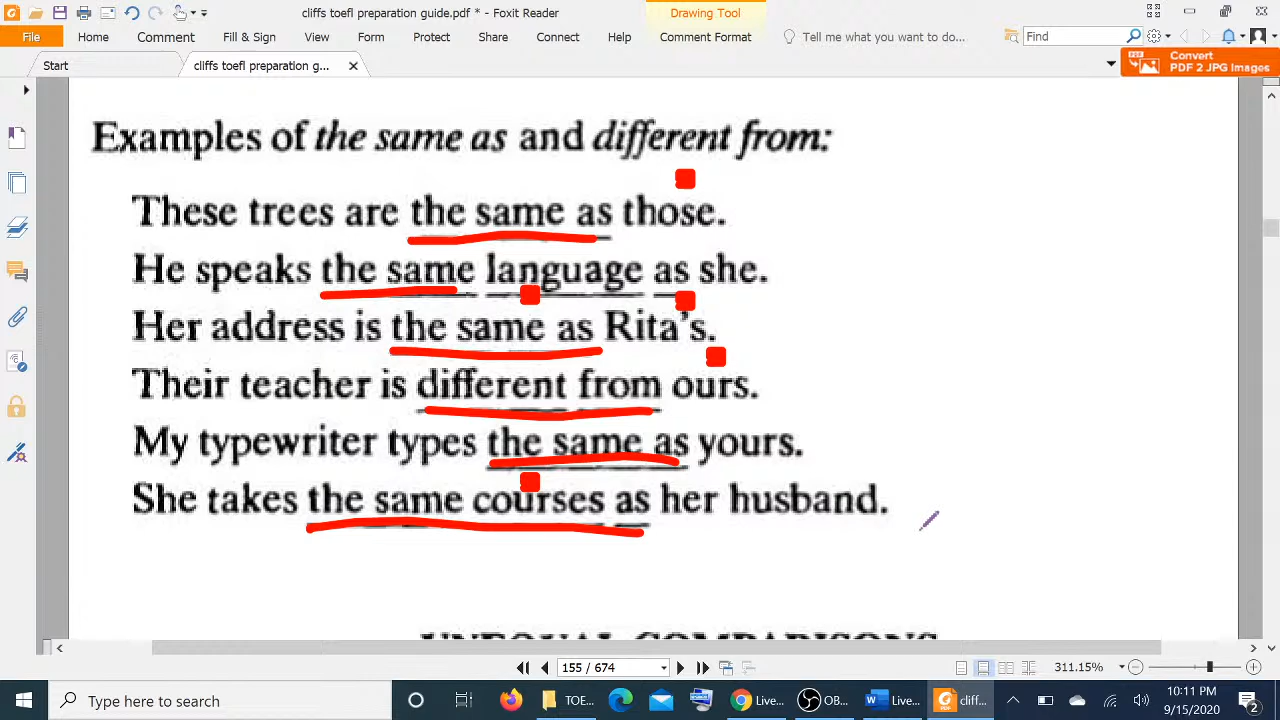 cliffs toefl preparation guide.pdf * - Foxit Reader
Drawing Tool
File Home Comment Fill & Sign View Form Protect Share Connect Help Comment Format Tell me what you want to do... Find
Start cliffs toefl preparation g...
Convert
PDF 2 JPG Images
Examples of the same as and different from:
These trees are the same as those.
He speaks the same language as she.
Her address is the same as Rita's.
Their teacher is different from ours.
My typewriter types the same as yours.
She takes the same courses as her husband.
UNEQUAL COMPARISONS
155 / 674 311.15%
Type here to search TOE... Live... OB... Live... cliff... 10:11 PM
9/15/2020 2